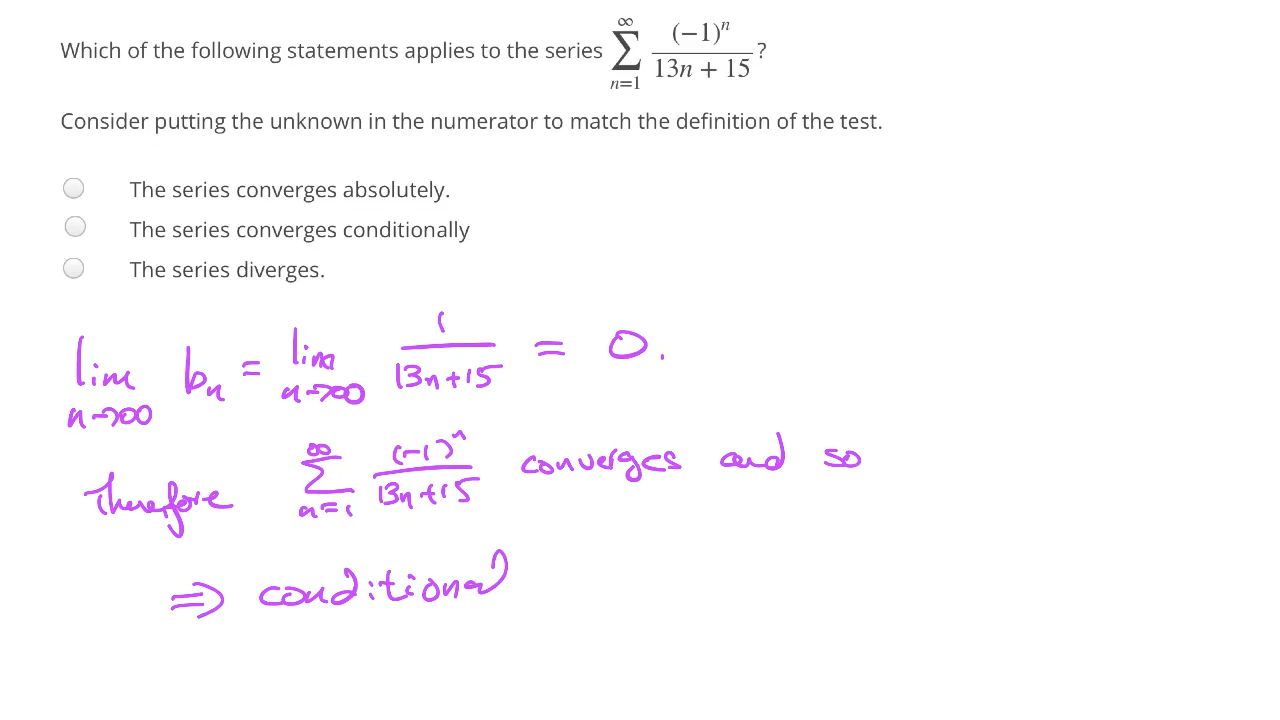 Which of the following statements applies to the series ∑_{n=1}^{∞} (−1)^n / (13n + 15)?
Consider putting the unknown in the numerator to match the definition of the test.
The series converges absolutely.
The series converges conditionally
The series diverges.
lim_{n→∞} b_n = lim_{n→∞} 1 / (13n+15) = 0.
Therefore ∑_{n=1}^{∞} (−1)^n / (13n+15) converges and so
⇒ conditional